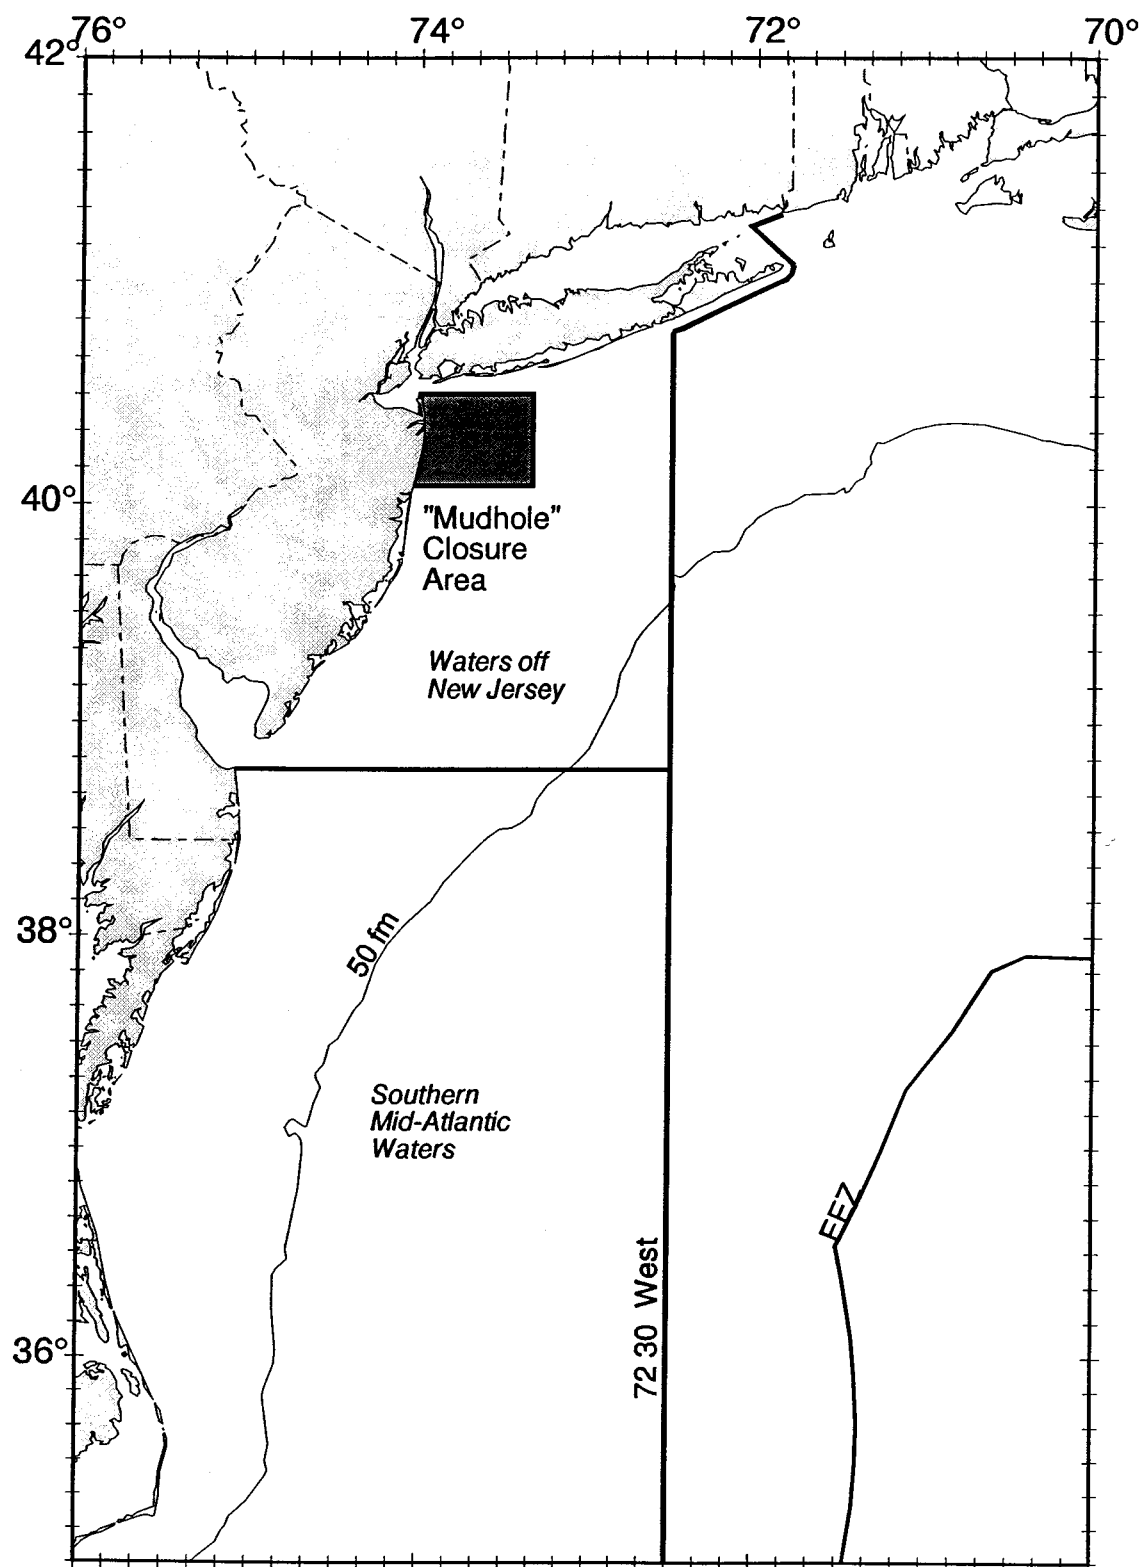 76°
74°
72°
70°
42°
40°
"Mudhole"
Closure
Area
Waters off
New Jersey
38°
50 fm
Southern
Mid-Atlantic
Waters
EEZ
72 30 West
36°